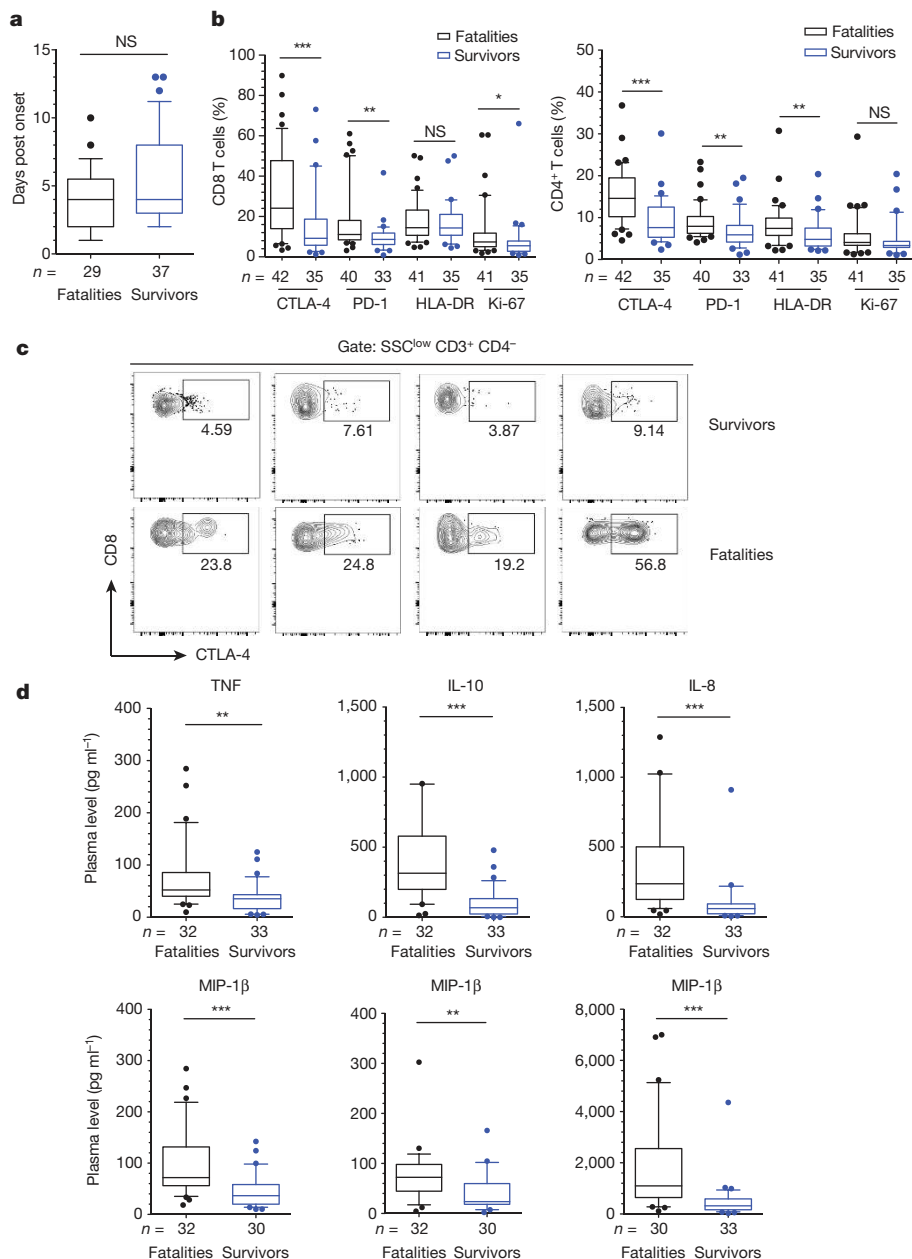 a
NS
Days post onset
15
10
5
0
n = 29 37
Fatalities Survivors
b
Fatalities
Survivors
CD8 T cells (%)
100
80
60
40
20
0
*** ** NS *
n = 42 35 40 33 41 35 41 35
CTLA-4 PD-1 HLA-DR Ki-67
Fatalities
Survivors
CD4⁺ T cells (%)
50
40
30
20
10
0
*** ** ** NS
n = 42 35 40 33 41 35 41 35
CTLA-4 PD-1 HLA-DR Ki-67
c
Gate: SSCˡᵒʷ CD3⁺ CD4⁻
4.59 7.61 3.87 9.14
Survivors
23.8 24.8 19.2 56.8
Fatalities
CD8
CTLA-4
d
TNF
Plasma level (pg ml⁻¹)
400
300
200
100
0
**
n = 32 33
Fatalities Survivors
IL-10
1,500
1,000
500
0
***
32 33
Fatalities Survivors
IL-8
1,500
1,000
500
0
***
32 33
Fatalities Survivors
MIP-1β
Plasma level (pg ml⁻¹)
400
300
200
100
0
***
n = 32 30
Fatalities Survivors
MIP-1β
400
300
200
100
0
**
32 30
Fatalities Survivors
MIP-1β
8,000
6,000
4,000
2,000
0
***
30 33
Fatalities Survivors